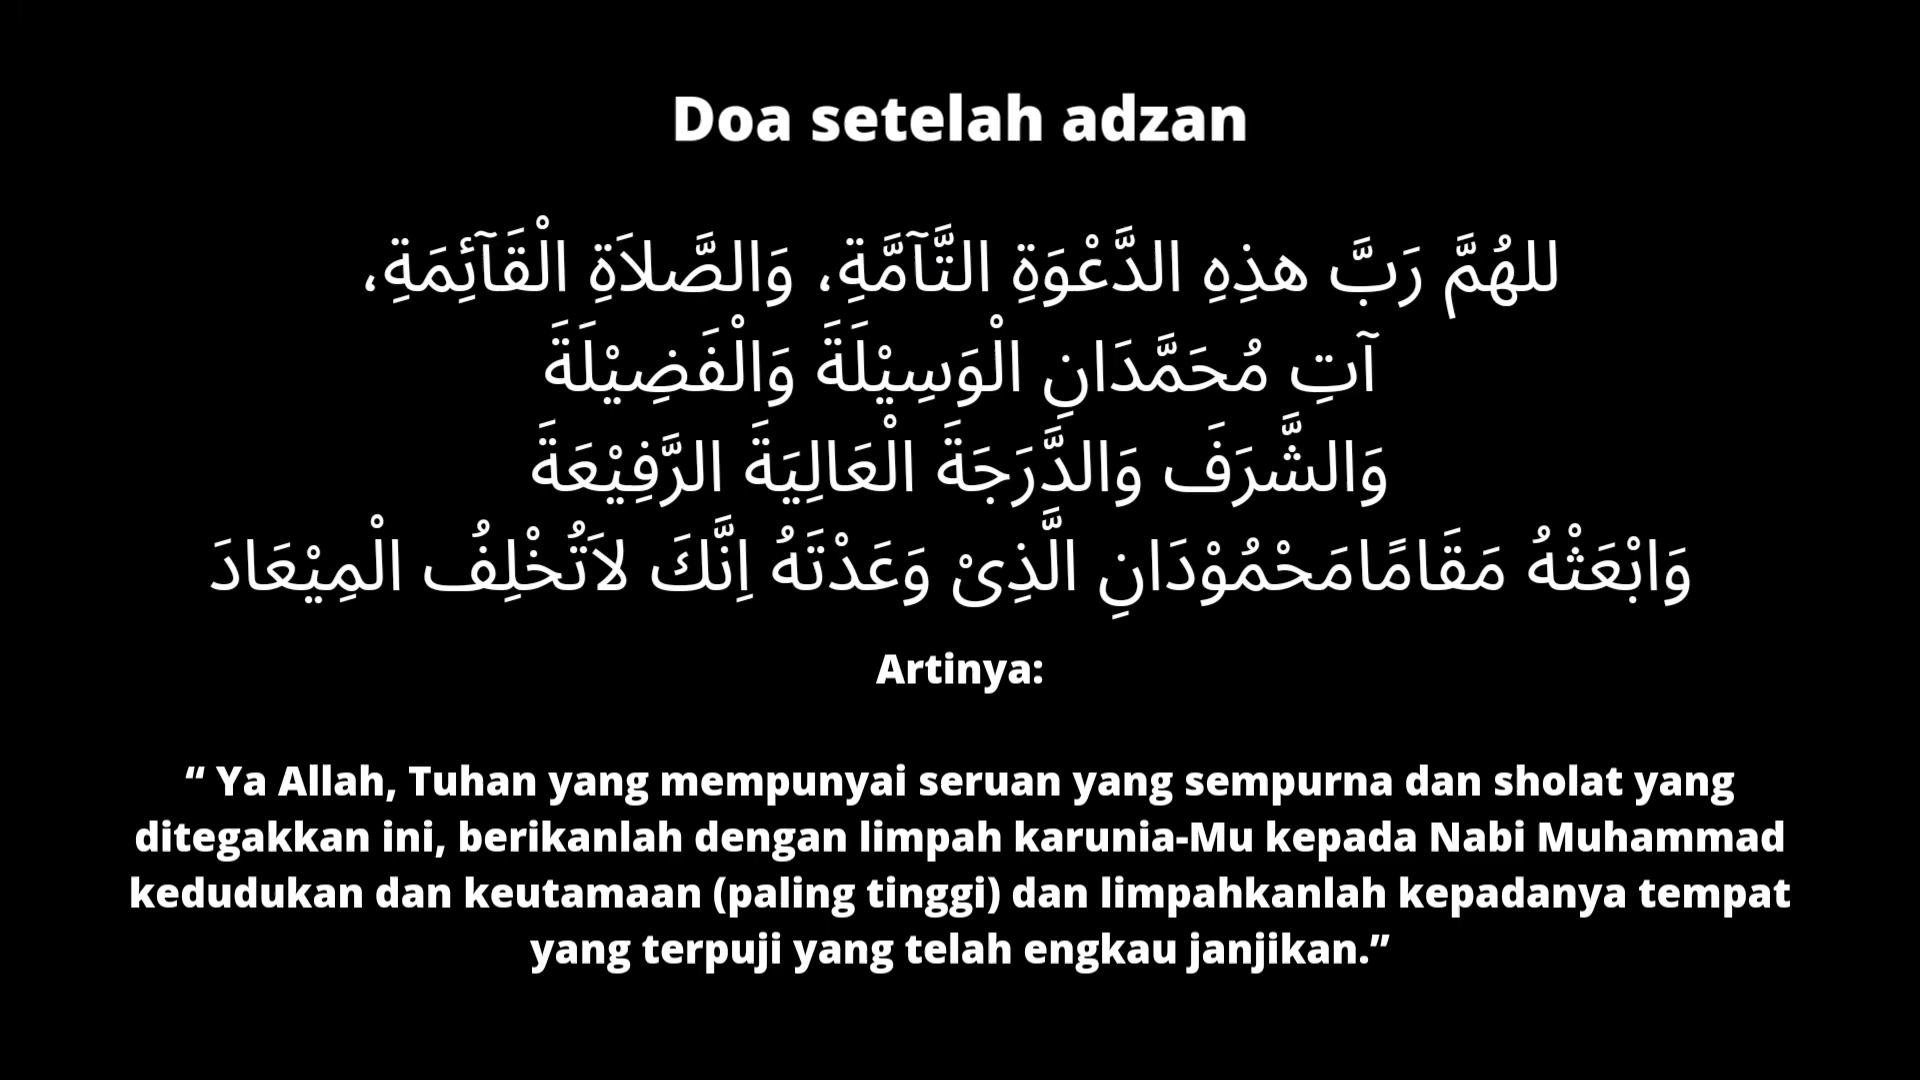 Doa setelah adzan
للهُمَّ رَبَّ هذِهِ الدَّعْوَةِ التَّآمَّةِ، وَالصَّلاَةِ الْقَآئِمَةِ،
آتِ مُحَمَّدَانِ الْوَسِيْلَةَ وَالْفَضِيْلَةَ
وَالشَّرَفَ وَالدَّرَجَةَ الْعَالِيَةَ الرَّفِيْعَةَ
وَابْعَثْهُ مَقَامًامَحْمُوْدَانِ الَّذِىْ وَعَدْتَهُ اِنَّكَ لاَتُخْلِفُ الْمِيْعَادَ
Artinya:
“ Ya Allah, Tuhan yang mempunyai seruan yang sempurna dan sholat yang
ditegakkan ini, berikanlah dengan limpah karunia-Mu kepada Nabi Muhammad
kedudukan dan keutamaan (paling tinggi) dan limpahkanlah kepadanya tempat
yang terpuji yang telah engkau janjikan.”